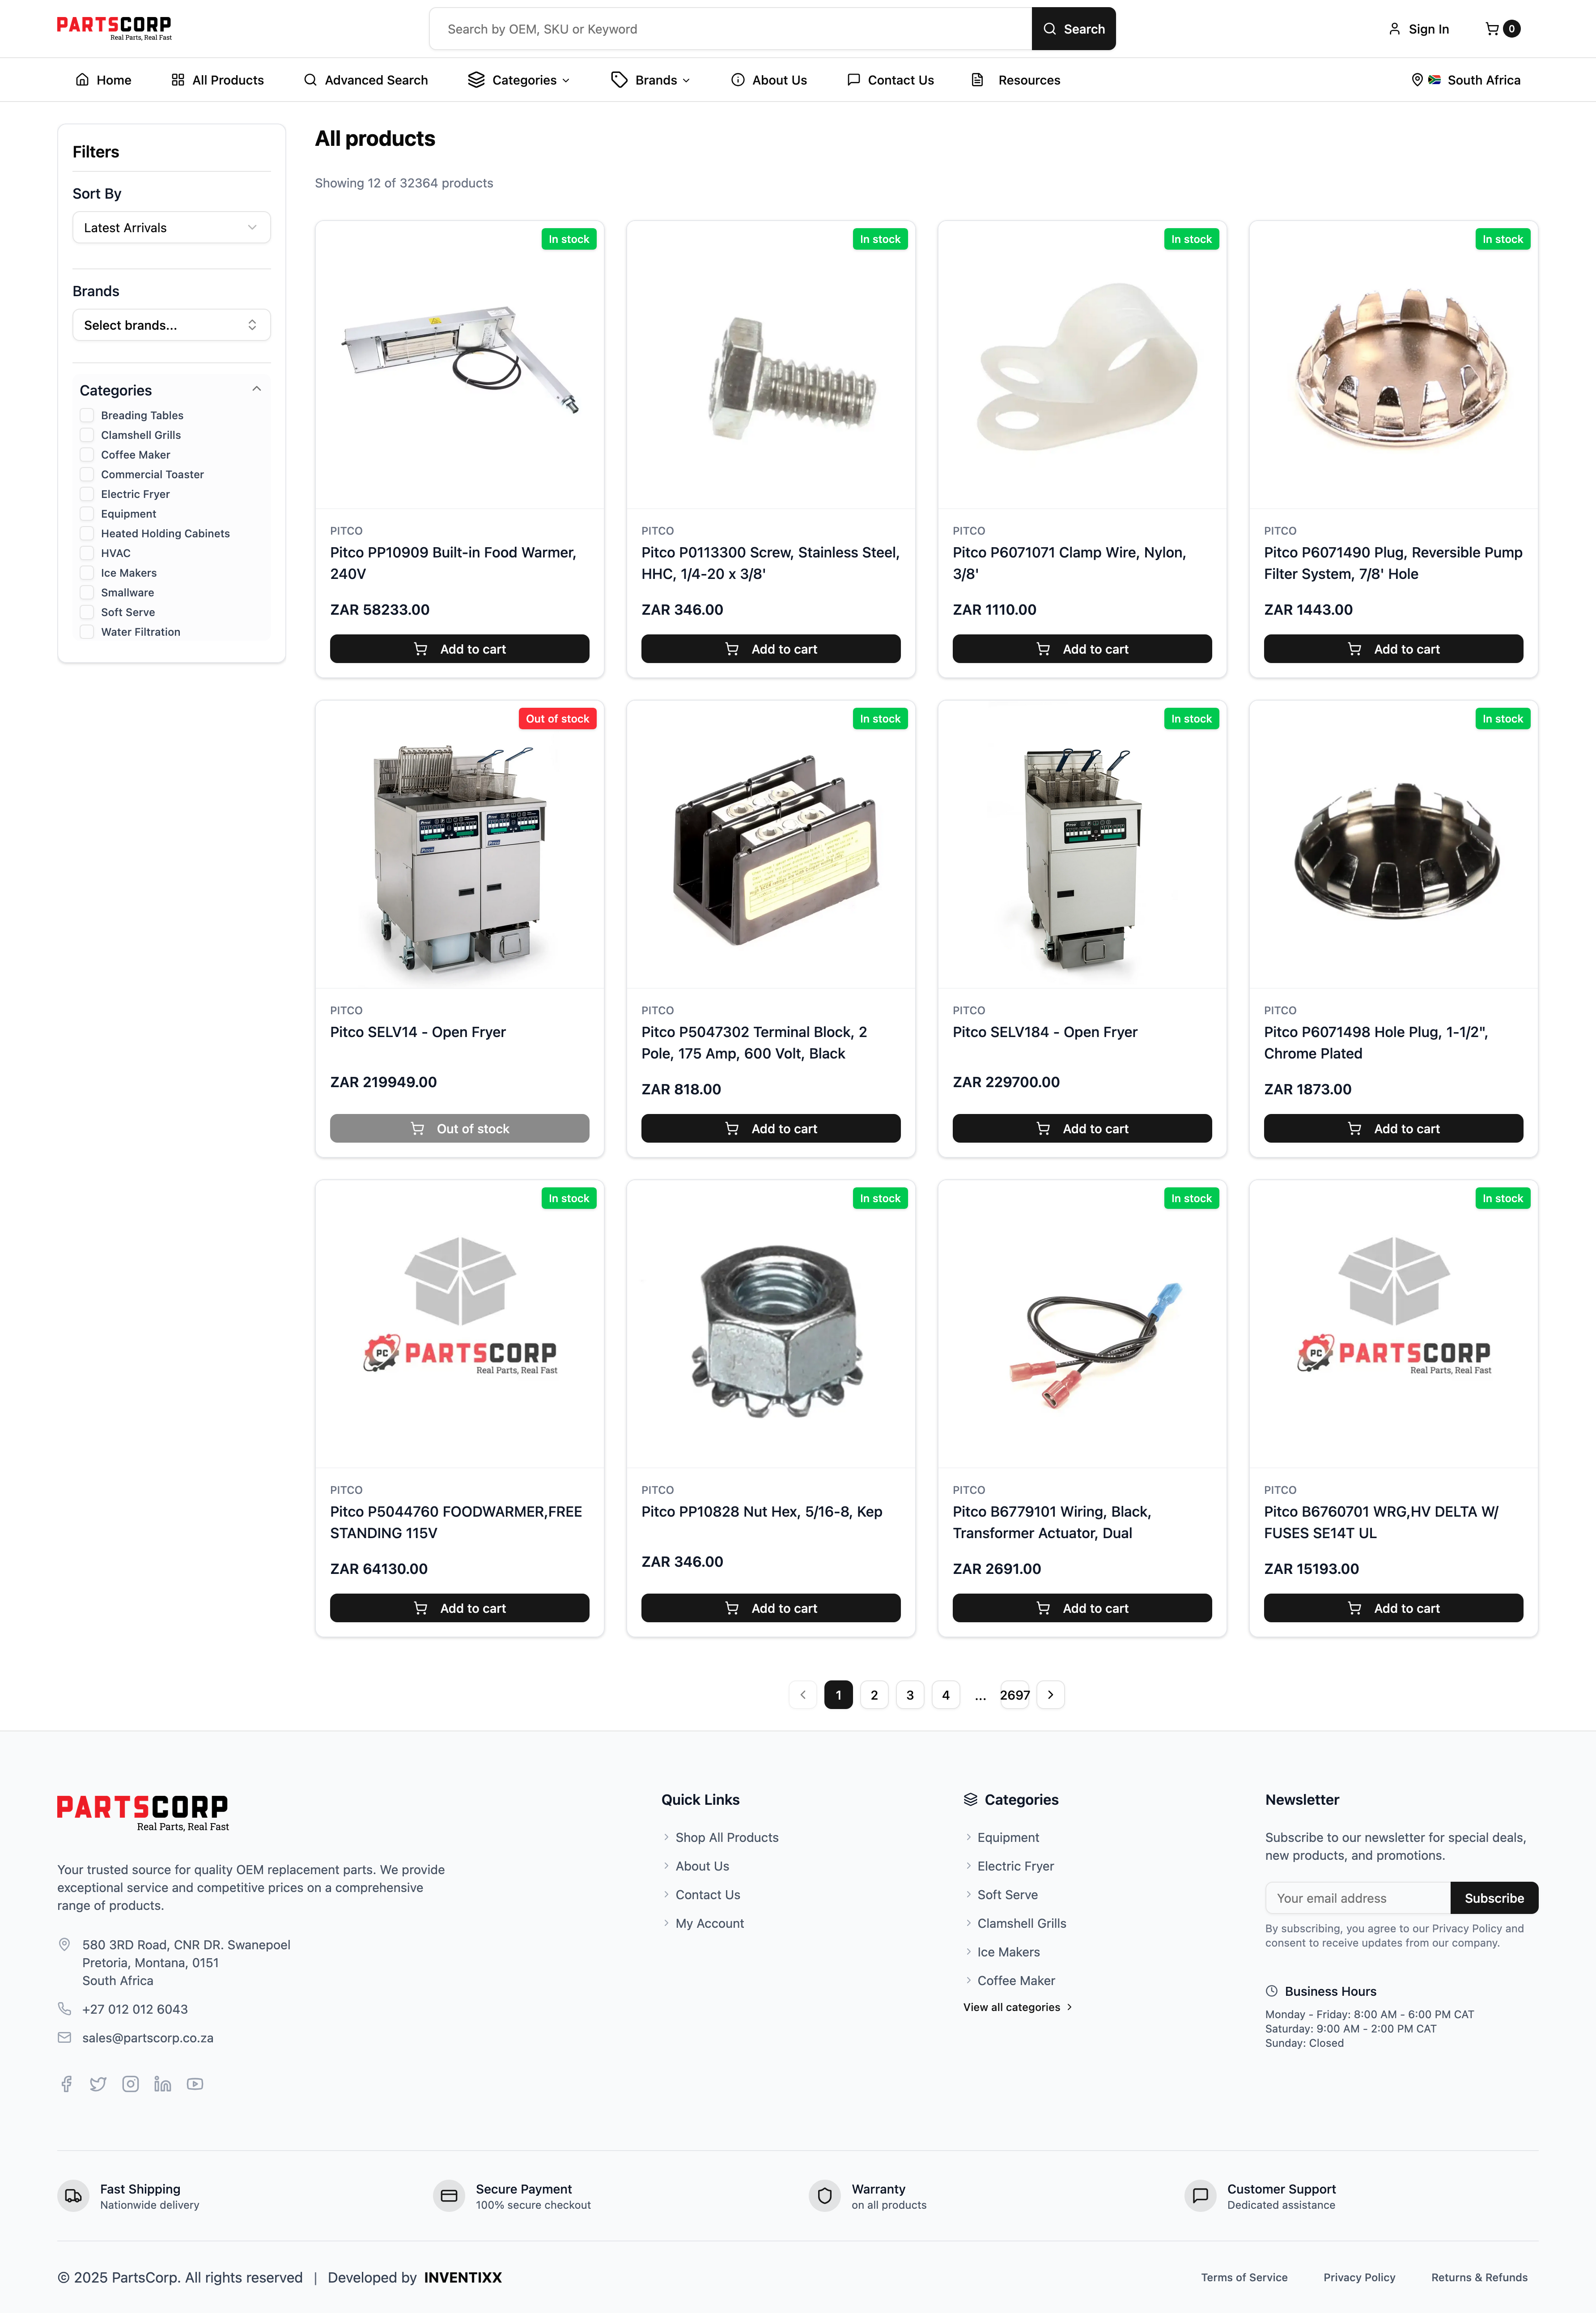 PARTSCORP
Real Parts, Real Fast
Search by OEM, SKU or Keyword
Search
Sign In
0
Home
All Products
Advanced Search
Categories
Brands
About Us
Contact Us
Resources
South Africa
Filters
Sort By
Latest Arrivals
Brands
Select brands...
Categories
Breading Tables
Clamshell Grills
Coffee Maker
Commercial Toaster
Electric Fryer
Equipment
Heated Holding Cabinets
HVAC
Ice Makers
Smallware
Soft Serve
Water Filtration
All products
Showing 12 of 32364 products
In stock
PITCO
Pitco PP10909 Built-in Food Warmer,
240V
ZAR 58233.00
Add to cart
In stock
PITCO
Pitco P0113300 Screw, Stainless Steel,
HHC, 1/4-20 x 3/8'
ZAR 346.00
Add to cart
In stock
PITCO
Pitco P6071071 Clamp Wire, Nylon,
3/8'
ZAR 1110.00
Add to cart
In stock
PITCO
Pitco P6071490 Plug, Reversible Pump
Filter System, 7/8' Hole
ZAR 1443.00
Add to cart
Out of stock
PITCO
Pitco SELV14 - Open Fryer
ZAR 219949.00
Out of stock
In stock
PITCO
Pitco P5047302 Terminal Block, 2
Pole, 175 Amp, 600 Volt, Black
ZAR 818.00
Add to cart
In stock
PITCO
Pitco SELV184 - Open Fryer
ZAR 229700.00
Add to cart
In stock
PITCO
Pitco P6071498 Hole Plug, 1-1/2",
Chrome Plated
ZAR 1873.00
Add to cart
In stock
PC PARTSCORP
Real Parts, Real Fast
PITCO
Pitco P5044760 FOODWARMER,FREE
STANDING 115V
ZAR 64130.00
Add to cart
In stock
PITCO
Pitco PP10828 Nut Hex, 5/16-8, Kep
ZAR 346.00
Add to cart
In stock
PITCO
Pitco B6779101 Wiring, Black,
Transformer Actuator, Dual
ZAR 2691.00
Add to cart
In stock
PC PARTSCORP
Real Parts, Real Fast
PITCO
Pitco B6760701 WRG,HV DELTA W/
FUSES SE14T UL
ZAR 15193.00
Add to cart
1 2 3 4 ... 2697
PARTSCORP
Real Parts, Real Fast
Your trusted source for quality OEM replacement parts. We provide
exceptional service and competitive prices on a comprehensive
range of products.
580 3RD Road, CNR DR. Swanepoel
Pretoria, Montana, 0151
South Africa
+27 012 012 6043
sales@partscorp.co.za
Quick Links
Shop All Products
About Us
Contact Us
My Account
Categories
Equipment
Electric Fryer
Soft Serve
Clamshell Grills
Ice Makers
Coffee Maker
View all categories
Newsletter
Subscribe to our newsletter for special deals,
new products, and promotions.
Your email address
Subscribe
By subscribing, you agree to our Privacy Policy and
consent to receive updates from our company.
Business Hours
Monday - Friday: 8:00 AM - 6:00 PM CAT
Saturday: 9:00 AM - 2:00 PM CAT
Sunday: Closed
Fast Shipping
Nationwide delivery
Secure Payment
100% secure checkout
Warranty
on all products
Customer Support
Dedicated assistance
© 2025 PartsCorp. All rights reserved | Developed by INVENTIXX
Terms of Service
Privacy Policy
Returns & Refunds